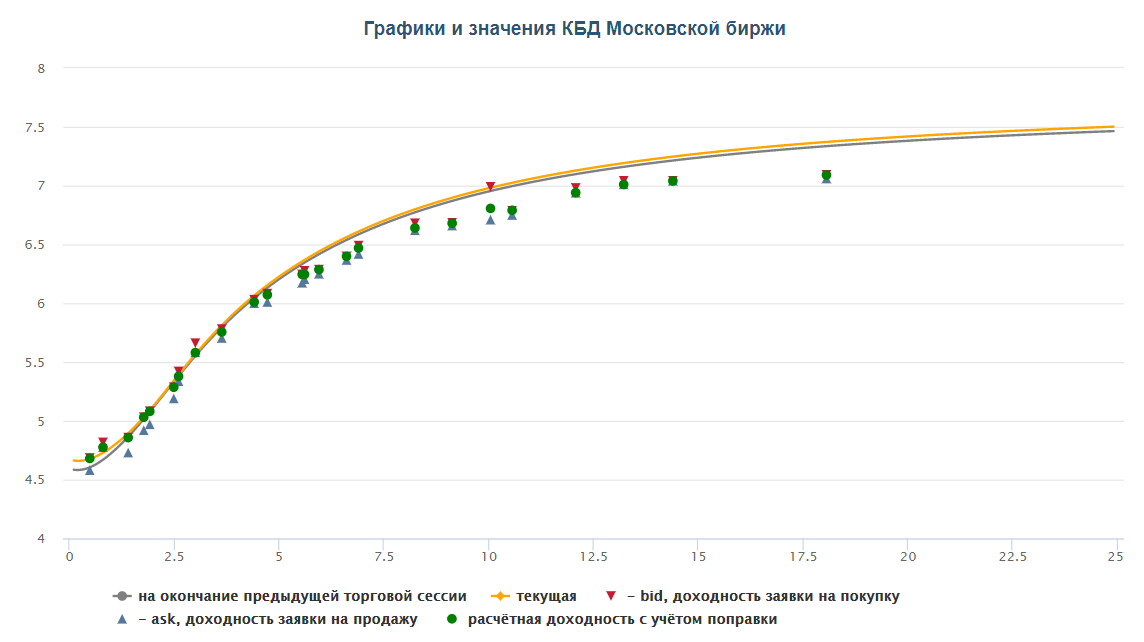 Графики и значения КБД Московской биржи
8
7.5
7
6.5
6
5.5
5
4.5
4
0 2.5 5 7.5 10 12.5 15 17.5 20 22.5 25
на окончание предыдущей торговой сессии текущая – bid, доходность заявки на покупку
– ask, доходность заявки на продажу расчётная доходность с учётом поправки